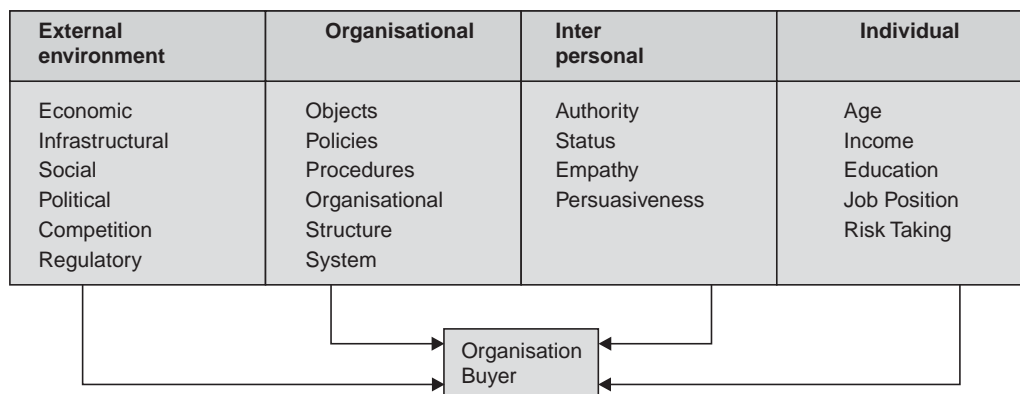 External
environment
Organisational
Inter
personal
Individual
Economic
Infrastructural
Social
Political
Competition
Regulatory
Objects
Policies
Procedures
Organisational
Structure
System
Authority
Status
Empathy
Persuasiveness
Age
Income
Education
Job Position
Risk Taking
Organisation
Buyer